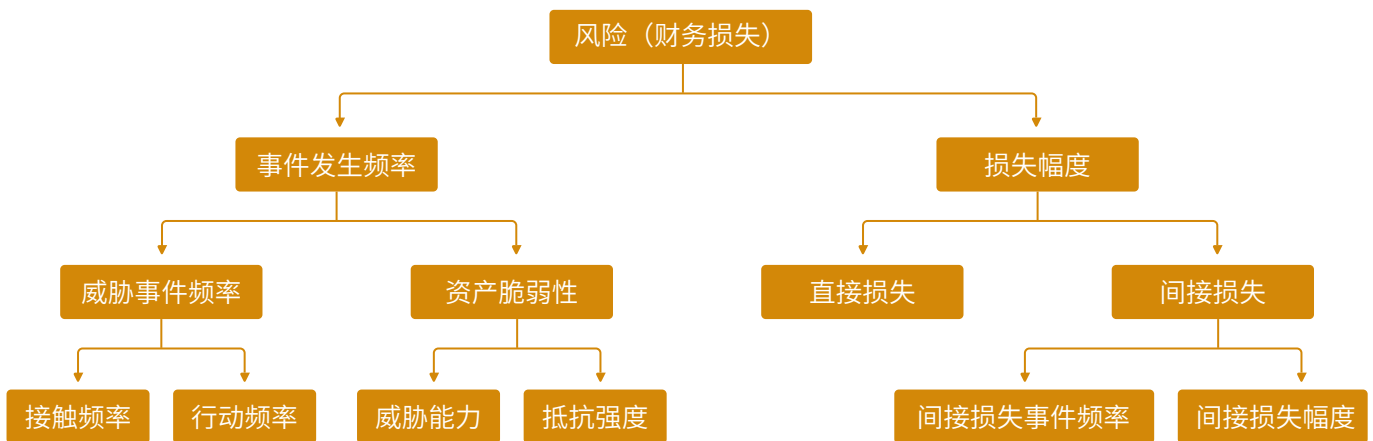 风险（财务损失）
事件发生频率
损失幅度
威胁事件频率
资产脆弱性
直接损失
间接损失
接触频率
行动频率
威胁能力
抵抗强度
间接损失事件频率
间接损失幅度